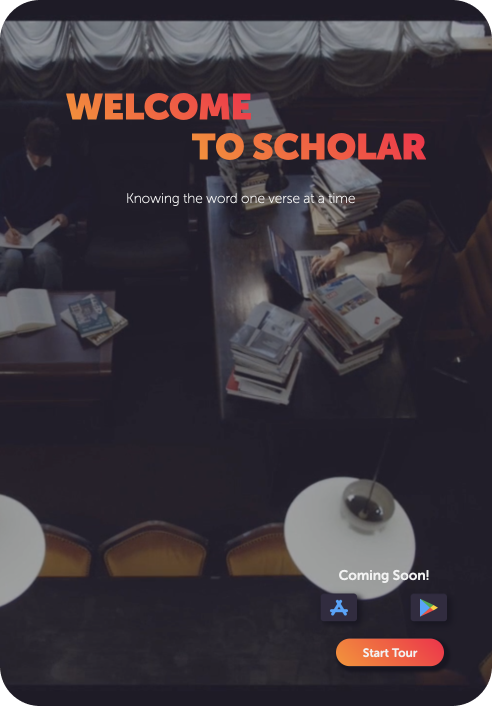 WELCOME
TO SCHOLAR
Knowing the word one verse at a time
Coming Soon!
Start Tour